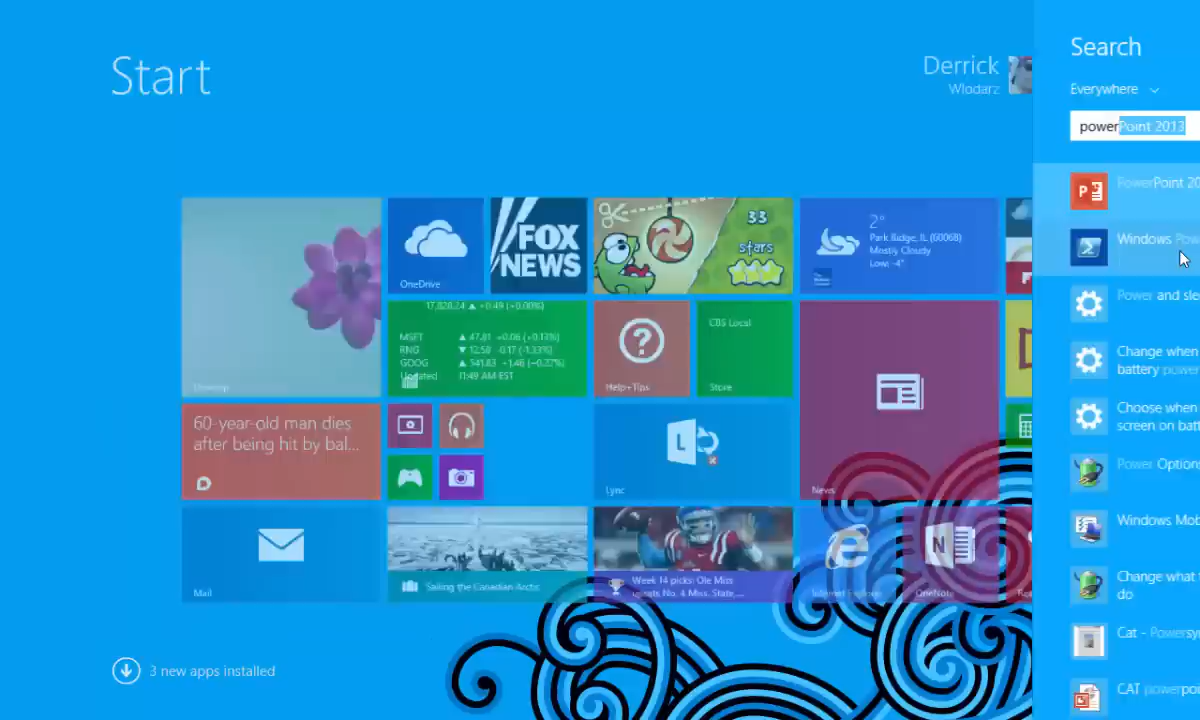 Start
Derrick
Wlodarz
Search
Everywhere
powerPoint 2013
PowerPoint 20
Windows Pow
Power and slee
Change when
battery power
Choose when
screen on batt
Power Options
Windows Mob
Change what t
do
Cat - Powersy
CAT powerpoi
OneDrive
FOX
NEWS
33
stars
2°
Park Ridge, IL (60068)
Mostly Cloudy
Low: -4°
Desktop
17,828.24 ▲ +0.49 (+0.00%)
MSFT ▲ 47.81 +0.06 (+0.13%)
RNG ▼ 12.58 -0.17 (-1.33%)
GOOG ▲ 541.83 +1.46 (+0.27%)
Updated 11:49 AM EST
Help+Tips
CBS Local
Store
60-year-old man dies
after being hit by bal...
L
Lync
News
Mail
Sailing the Canadian Arctic
Week 14 picks: Ole Miss
upsets No. 4 Miss. State,...
Internet Explorer
N
OneNote
3 new apps installed